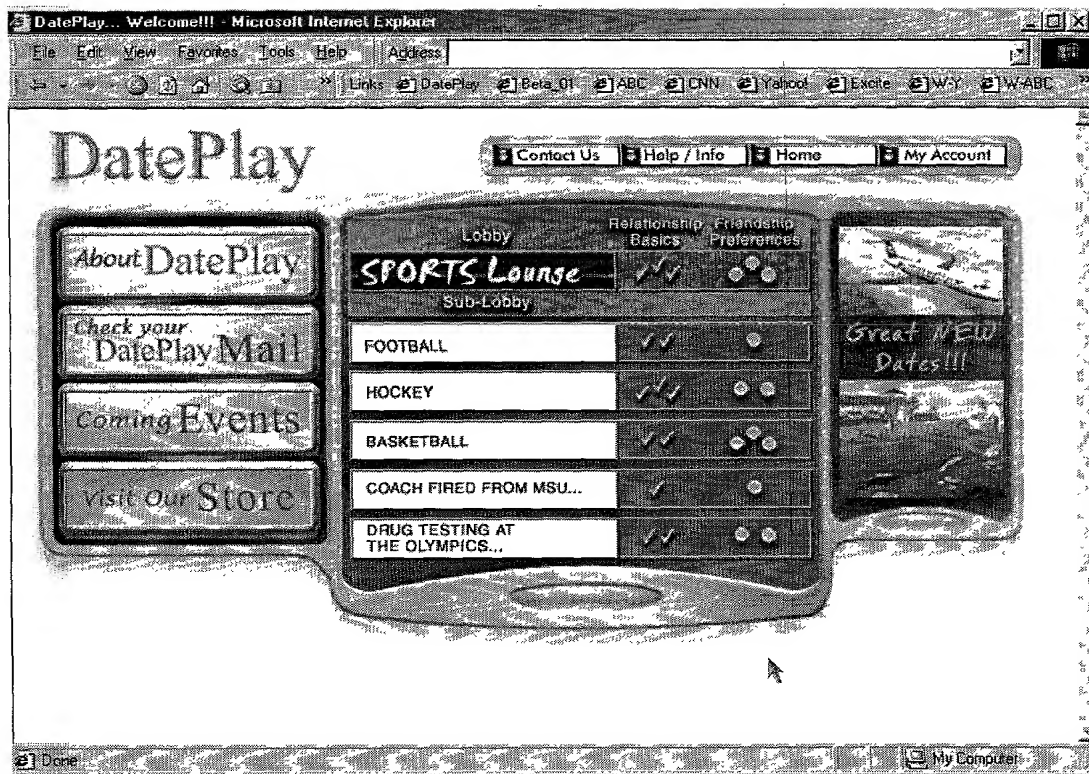 DatePlay... Welcome!!! - Microsoft Internet Explorer
File Edit View Favorites Tools Help Address
Links DatePlay Beta_01 ABC CNN Yahoo! Excite W-Y W-ABC
DatePlay
Contact Us Help / Info Home My Account
About DatePlay
Check your
DatePlay Mail
Coming Events
Visit Our Store
Lobby
Relationship
Basics
Friendship
Preferences
SPORTS Lounge
Sub-Lobby
FOOTBALL
HOCKEY
BASKETBALL
COACH FIRED FROM MSU...
DRUG TESTING AT
THE OLYMPICS...
Great NEW
Dates!!!
Done My Computer